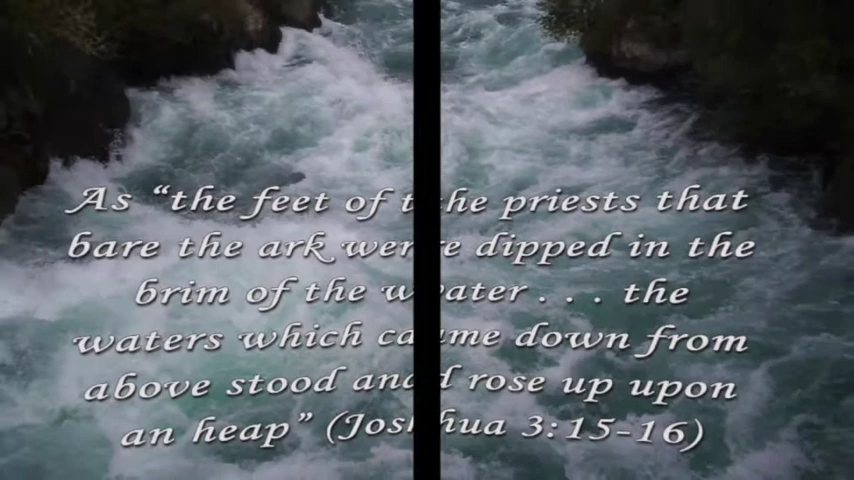 As “the feet of the priests that
bare the ark were dipped in the
brim of the water . . . the
waters which came down from
above stood and rose up upon
an heap” (Joshua 3:15-16)